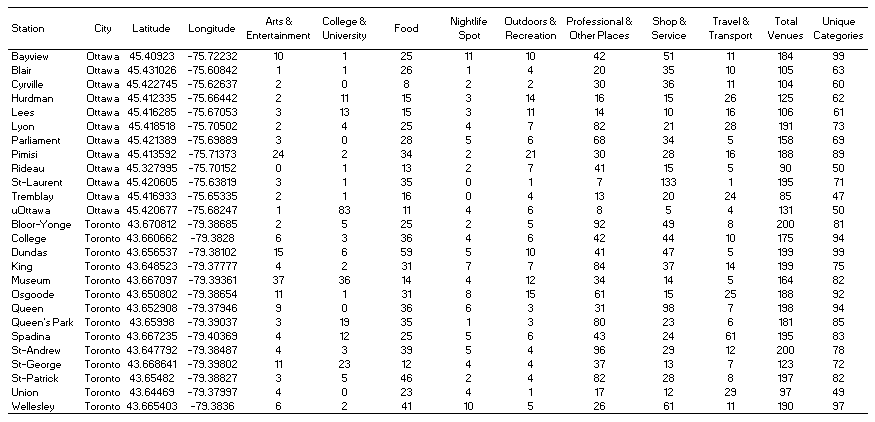 Station City Latitude Longitude Arts & Entertainment College & University Food Nightlife Spot Outdoors & Recreation Professional & Other Places Shop & Service Travel & Transport Total Venues Unique Categories
Bayview Ottawa 45.40923 -75.72232 10 1 25 11 10 42 51 11 184 99
Blair Ottawa 45.431026 -75.60842 1 1 26 1 4 20 35 10 105 63
Cyrville Ottawa 45.422745 -75.62637 2 0 8 2 2 30 36 11 104 60
Hurdman Ottawa 45.412335 -75.66442 2 11 15 3 14 16 15 26 125 62
Lees Ottawa 45.416285 -75.67053 3 13 15 3 11 14 10 16 106 61
Lyon Ottawa 45.418518 -75.70502 2 4 25 4 7 82 21 28 191 73
Parliament Ottawa 45.421389 -75.69889 3 0 28 5 6 68 34 5 158 69
Pimisi Ottawa 45.413592 -75.71373 24 2 34 2 21 30 28 16 188 89
Rideau Ottawa 45.327995 -75.70152 0 1 13 2 7 41 15 5 90 50
St-Laurent Ottawa 45.420605 -75.63819 3 1 35 0 1 7 133 1 195 71
Tremblay Ottawa 45.416933 -75.65335 2 1 16 0 4 13 20 24 85 47
uOttawa Ottawa 45.420677 -75.68247 1 83 11 4 6 8 5 4 131 50
Bloor-Yonge Toronto 43.670812 -79.38685 2 5 25 2 5 92 49 8 200 81
College Toronto 43.660662 -79.3828 6 3 36 4 6 42 44 10 175 94
Dundas Toronto 43.656537 -79.38102 15 6 59 5 10 41 47 5 199 99
King Toronto 43.648523 -79.37777 4 2 31 7 7 84 37 14 199 75
Museum Toronto 43.667097 -79.39361 37 36 14 4 12 34 14 5 164 82
Osgoode Toronto 43.650802 -79.38654 11 1 31 8 15 61 15 25 188 92
Queen Toronto 43.652908 -79.37946 9 0 36 6 3 31 98 7 198 94
Queen's Park Toronto 43.65998 -79.39037 3 19 35 1 3 80 23 6 181 85
Spadina Toronto 43.667235 -79.40369 4 12 25 5 6 43 24 61 195 83
St-Andrew Toronto 43.647792 -79.38487 4 3 39 5 4 96 29 12 200 78
St-George Toronto 43.668641 -79.39802 11 23 12 4 4 37 13 7 123 72
St-Patrick Toronto 43.65482 -79.38827 3 5 46 2 4 82 28 8 197 82
Union Toronto 43.64469 -79.37997 4 0 23 4 1 17 12 29 97 49
Wellesley Toronto 43.665403 -79.3836 6 2 41 10 5 26 61 11 190 97